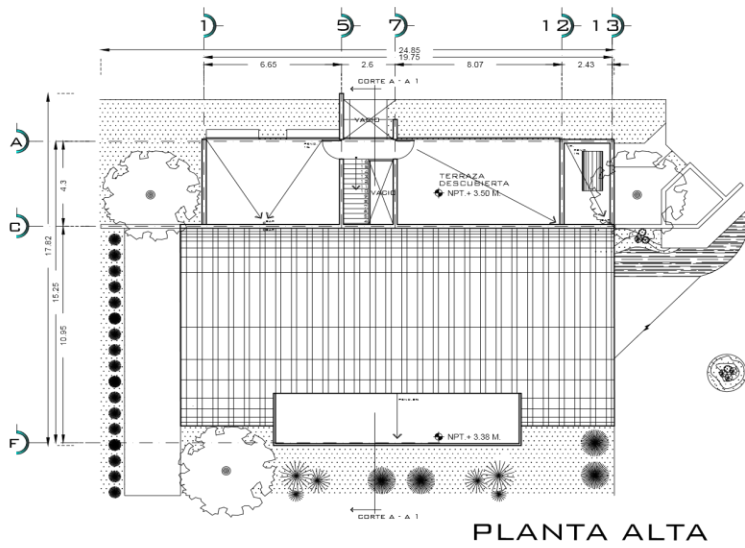 1 5 7 12 13
24.85
19.75
6.65 2.6 8.07 2.43
CORTE A - A 1
VACIO
A
TERRAZA
DESCUBIERTA
NPT.+ 3.50 M.
VACIO
4.3
C
17.82
15.25
10.95
NPT.+ 3.38 M.
F
CORTE A - A 1
PLANTA ALTA